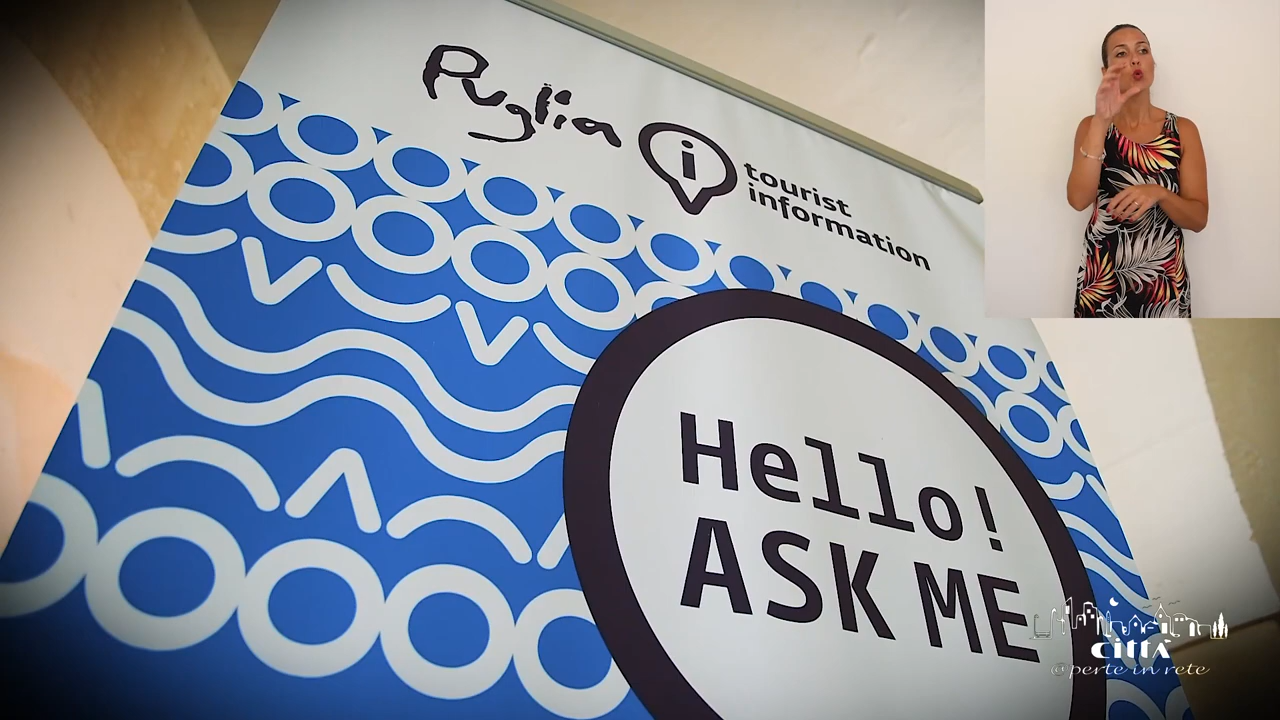 Puglia
i tourist
information
Hello!
ASK ME
CITTÀ
@perte in rete